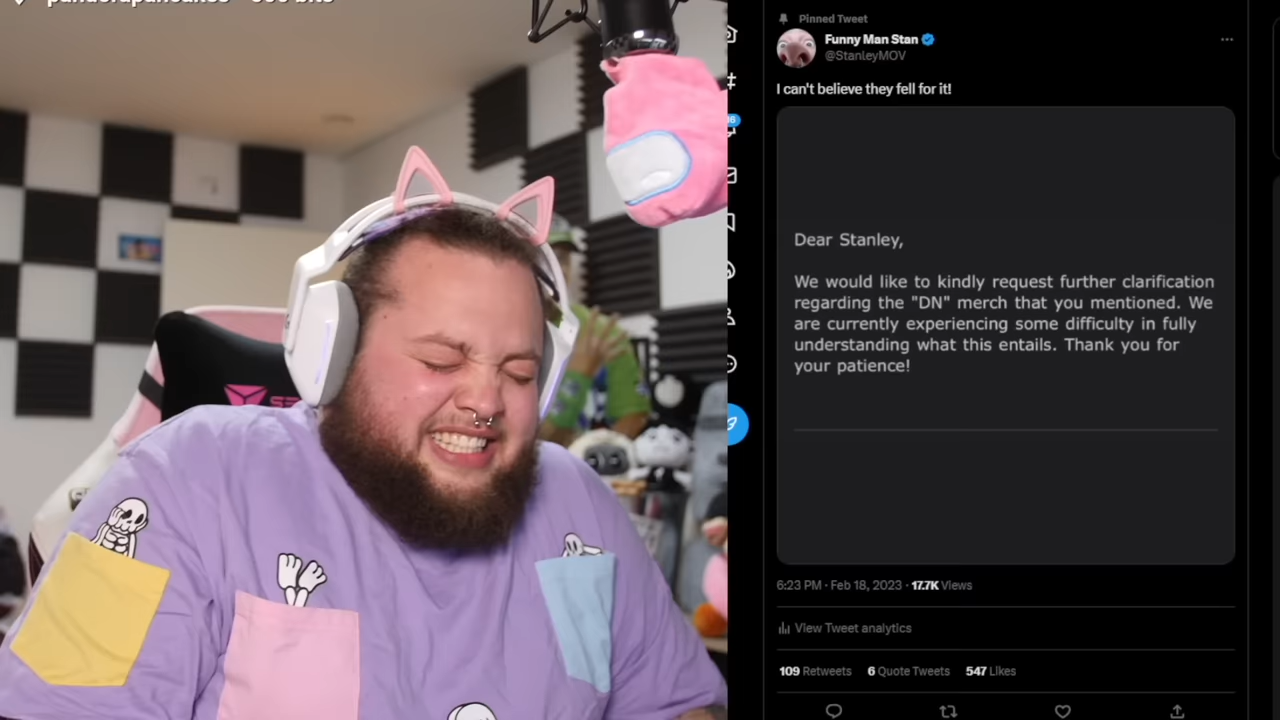 Pinned Tweet
Funny Man Stan
@StanleyMOV
I can't believe they fell for it!
Dear Stanley,
We would like to kindly request further clarification
regarding the "DN" merch that you mentioned. We
are currently experiencing some difficulty in fully
understanding what this entails. Thank you for
your patience!
6:23 PM · Feb 18, 2023 · 17.7K Views
View Tweet analytics
109 Retweets 6 Quote Tweets 547 Likes